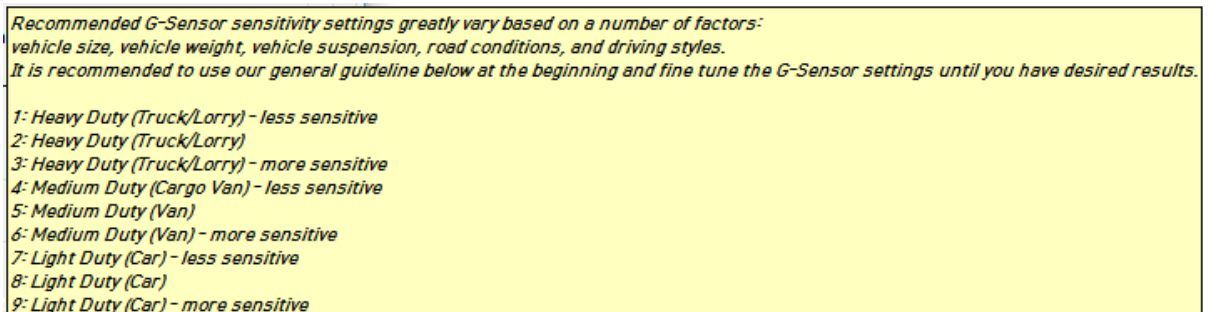 Recommended G-Sensor sensitivity settings greatly vary based on a number of factors:
vehicle size, vehicle weight, vehicle suspension, road conditions, and driving styles.
It is recommended to use our general guideline below at the beginning and fine tune the G-Sensor settings until you have desired results.
1: Heavy Duty (Truck/Lorry) - less sensitive
2: Heavy Duty (Truck/Lorry)
3: Heavy Duty (Truck/Lorry) - more sensitive
4: Medium Duty (Cargo Van) - less sensitive
5: Medium Duty (Van)
6: Medium Duty (Van) - more sensitive
7: Light Duty (Car) - less sensitive
8: Light Duty (Car)
9: Light Duty (Car) - more sensitive